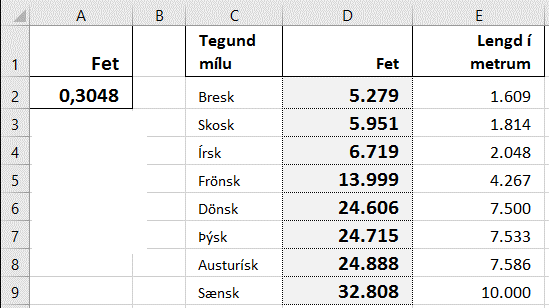 A B C D E
1 Fet Tegund mílu Fet Lengd í metrum
2 0,3048 Bresk 5.279 1.609
3 Skosk 5.951 1.814
4 Írsk 6.719 2.048
5 Frönsk 13.999 4.267
6 Dönsk 24.606 7.500
7 Þýsk 24.715 7.533
8 Austurísk 24.888 7.586
9 Sænsk 32.808 10.000